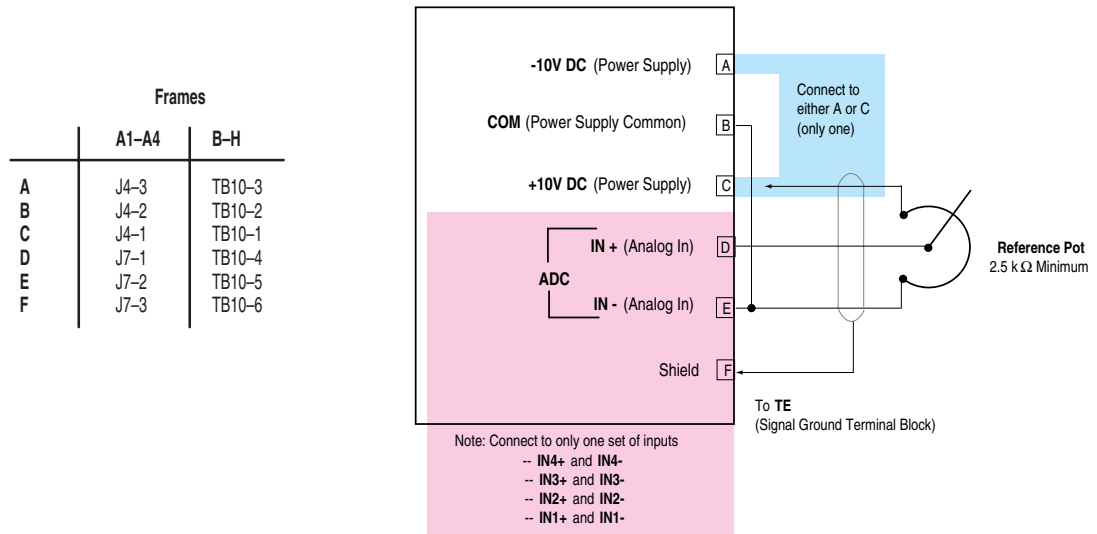 Frames
A1–A4 B–H
A J4–3 TB10–3
B J4–2 TB10–2
C J4–1 TB10–1
D J7–1 TB10–4
E J7–2 TB10–5
F J7–3 TB10–6
-10V DC (Power Supply) A
COM (Power Supply Common) B
+10V DC (Power Supply) C
IN + (Analog In) D
ADC
IN - (Analog In) E
Shield F
Connect to
either A or C
(only one)
Reference Pot
2.5 k Ω Minimum
To TE
(Signal Ground Terminal Block)
Note: Connect to only one set of inputs
-- IN4+ and IN4-
-- IN3+ and IN3-
-- IN2+ and IN2-
-- IN1+ and IN1-